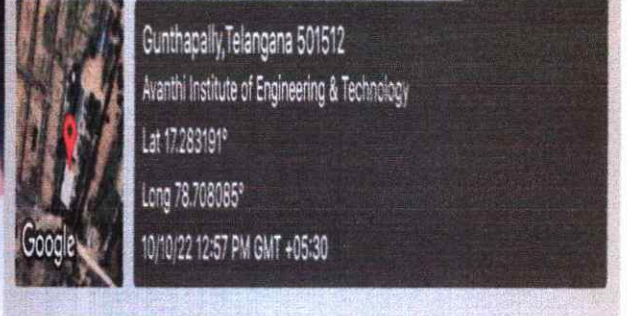 Gunthapally,Telangana 501512
Avanthi Institute of Engineering & Technology
Lat 17.283191°
Long 78.708085°
Google
10/10/22 12:57 PM GMT +05:30